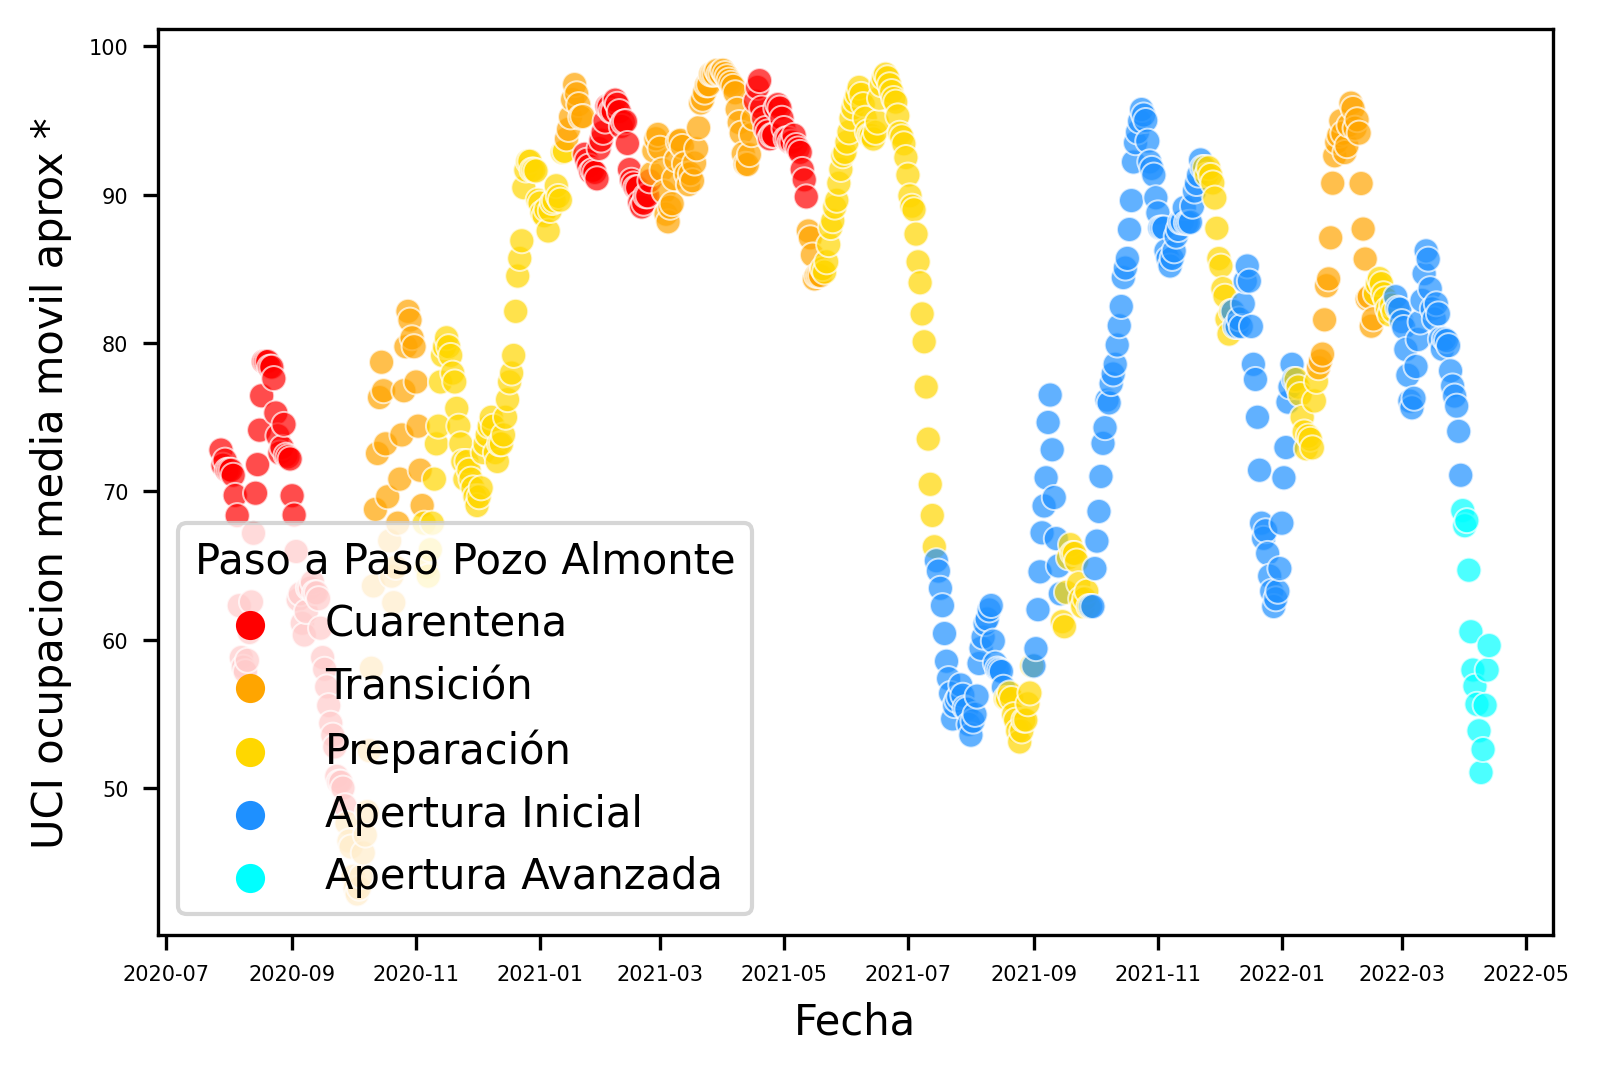 UCI ocupacion media movil aprox *
100
90
80
70
60
50
Paso a Paso Pozo Almonte
Cuarentena
Transición
Preparación
Apertura Inicial
Apertura Avanzada
2020-07 2020-09 2020-11 2021-01 2021-03 2021-05 2021-07 2021-09 2021-11 2022-01 2022-03 2022-05
Fecha